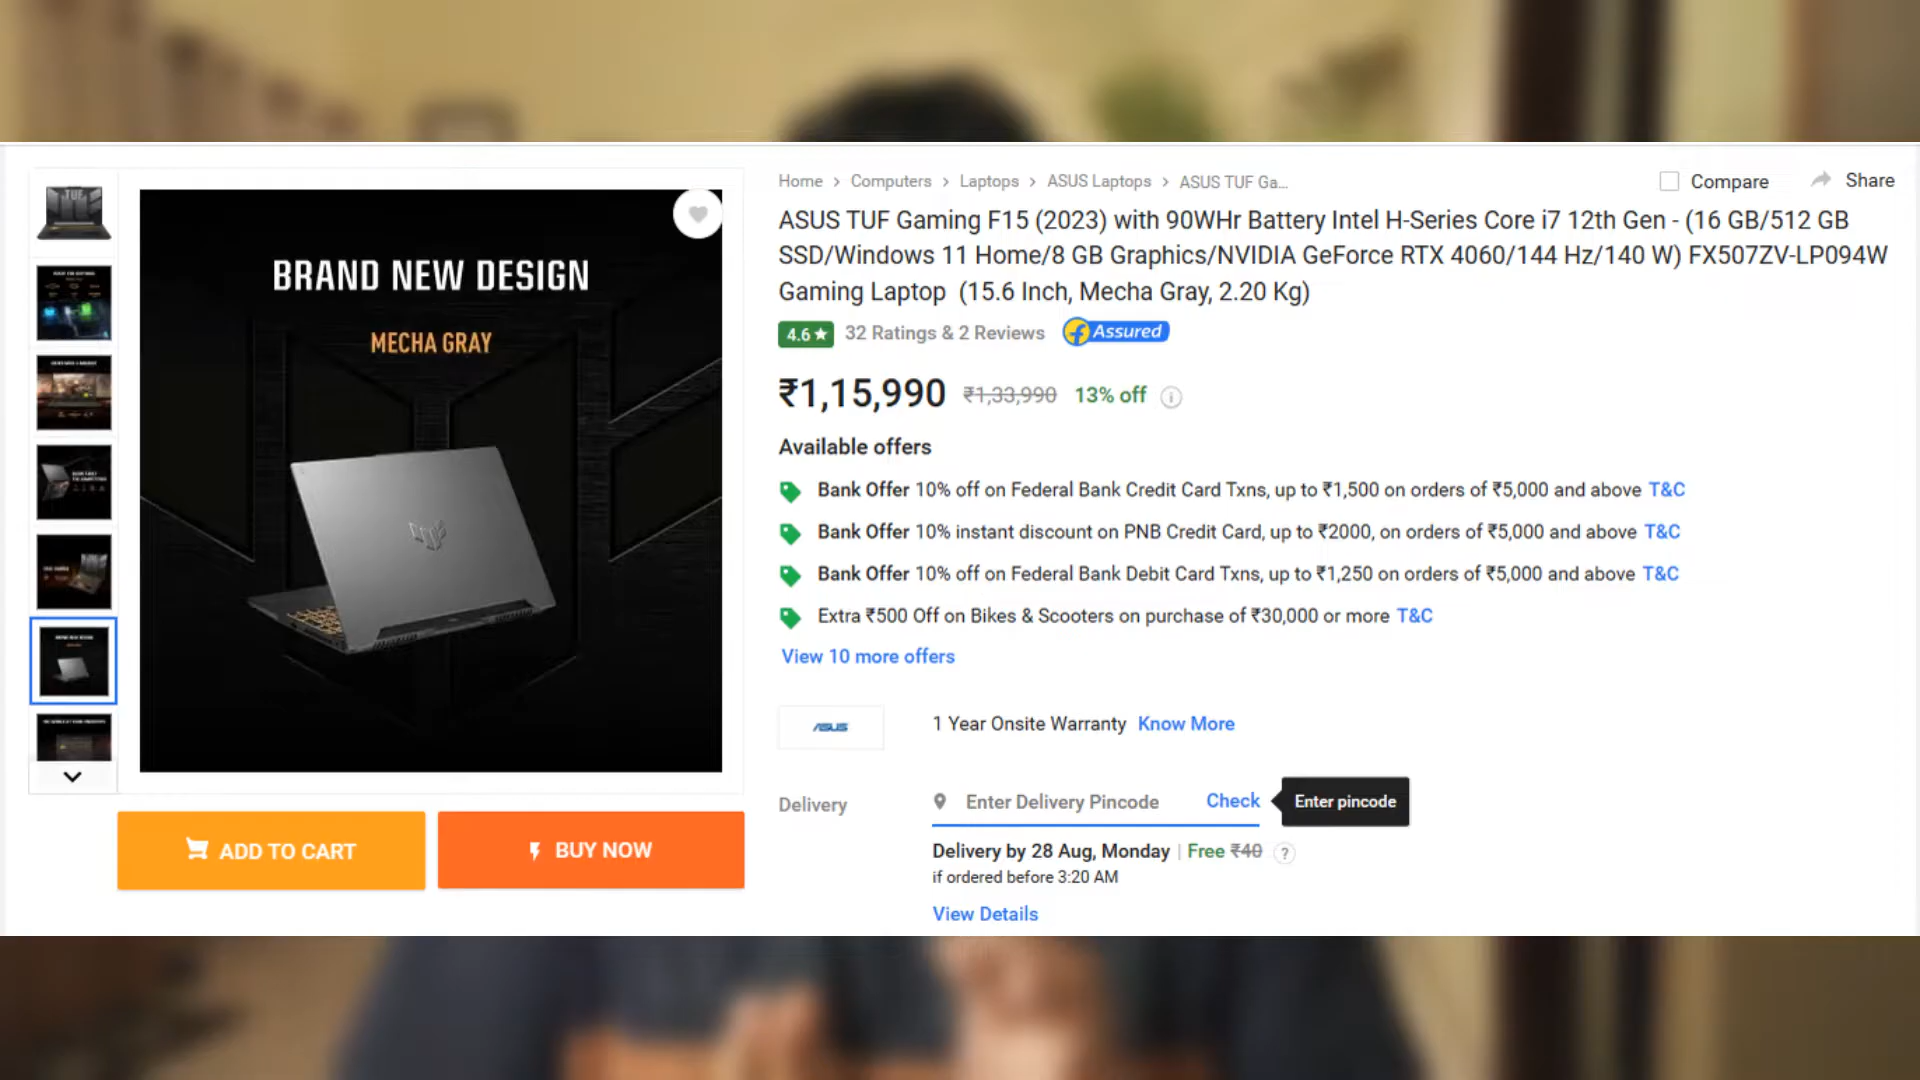 Home > Computers > Laptops > ASUS Laptops > ASUS TUF Ga...
Compare
Share
ASUS TUF Gaming F15 (2023) with 90WHr Battery Intel H-Series Core i7 12th Gen - (16 GB/512 GB
SSD/Windows 11 Home/8 GB Graphics/NVIDIA GeForce RTX 4060/144 Hz/140 W) FX507ZV-LP094W
Gaming Laptop (15.6 Inch, Mecha Gray, 2.20 Kg)
4.6★ 32 Ratings & 2 Reviews Assured
₹1,15,990 ₹1,33,990 13% off
Available offers
Bank Offer 10% off on Federal Bank Credit Card Txns, up to ₹1,500 on orders of ₹5,000 and above T&C
Bank Offer 10% instant discount on PNB Credit Card, up to ₹2000, on orders of ₹5,000 and above T&C
Bank Offer 10% off on Federal Bank Debit Card Txns, up to ₹1,250 on orders of ₹5,000 and above T&C
Extra ₹500 Off on Bikes & Scooters on purchase of ₹30,000 or more T&C
View 10 more offers
ASUS
1 Year Onsite Warranty Know More
Delivery
Enter Delivery Pincode Check
Enter pincode
Delivery by 28 Aug, Monday | Free ₹40 ?
if ordered before 3:20 AM
View Details
BRAND NEW DESIGN
MECHA GRAY
TUF
ADD TO CART
BUY NOW